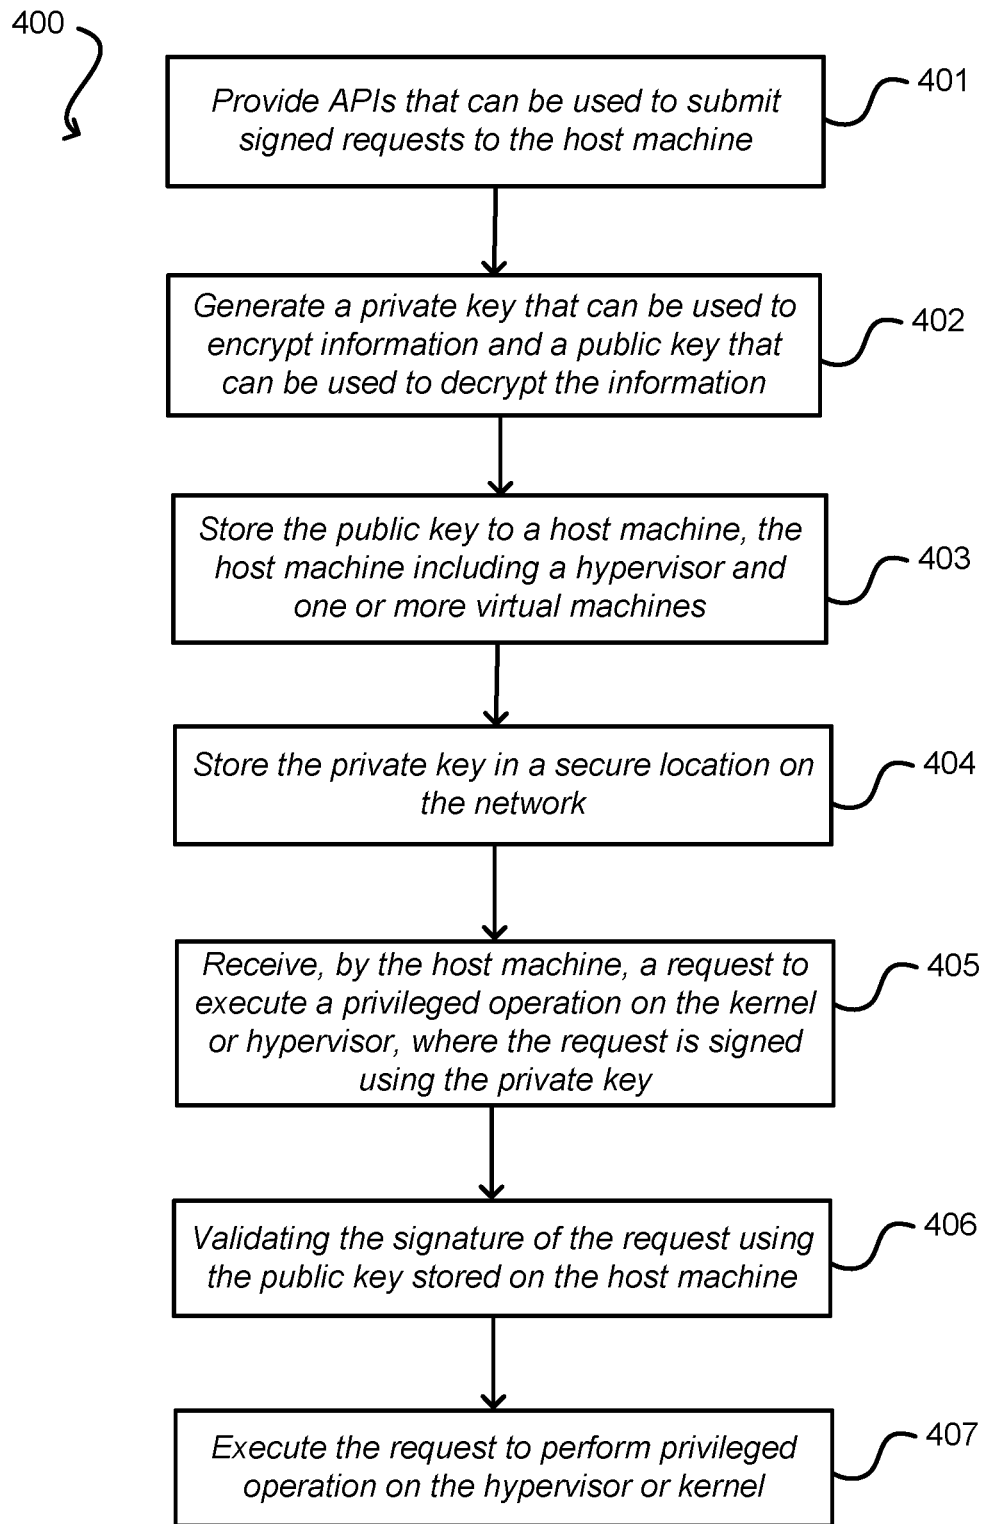 400
Provide APIs that can be used to submit
signed requests to the host machine
401
Generate a private key that can be used to
encrypt information and a public key that
can be used to decrypt the information
402
Store the public key to a host machine, the
host machine including a hypervisor and
one or more virtual machines
403
Store the private key in a secure location on
the network
404
Receive, by the host machine, a request to
execute a privileged operation on the kernel
or hypervisor, where the request is signed
using the private key
405
Validating the signature of the request using
the public key stored on the host machine
406
Execute the request to perform privileged
operation on the hypervisor or kernel
407